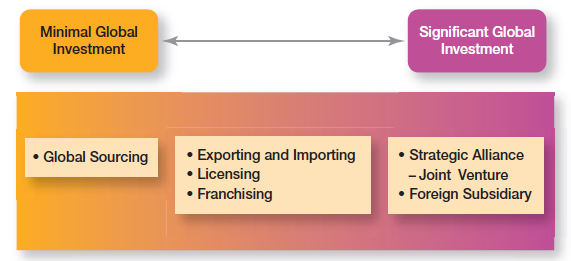 Minimal Global
Investment
Significant Global
Investment
• Global Sourcing
• Exporting and Importing
• Licensing
• Franchising
• Strategic Alliance
– Joint Venture
• Foreign Subsidiary